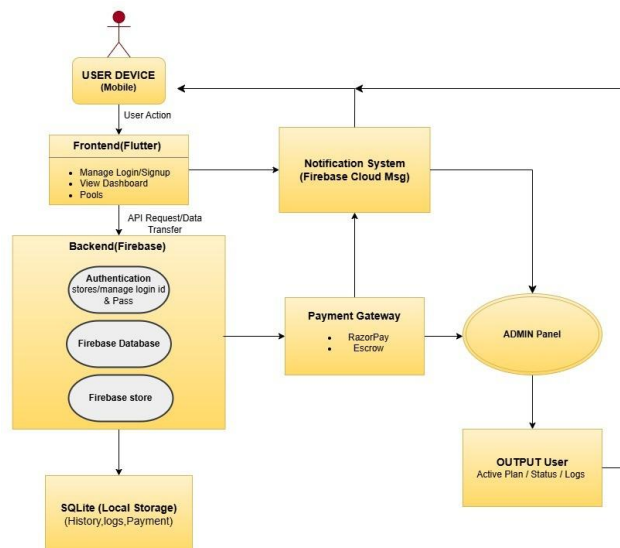 USER DEVICE
(Mobile)
User Action
Frontend(Flutter)
• Manage Login/Signup
• View Dashboard
• Pools
Notification System
(Firebase Cloud Msg)
API Request/Data
Transfer
Backend(Firebase)
Authentication
stores/manage login id
& Pass
Firebase Database
Firebase store
Payment Gateway
• RazorPay
• Escrow
ADMIN Panel
OUTPUT User
Active Plan / Status / Logs
SQLite (Local Storage)
(History,logs,Payment)